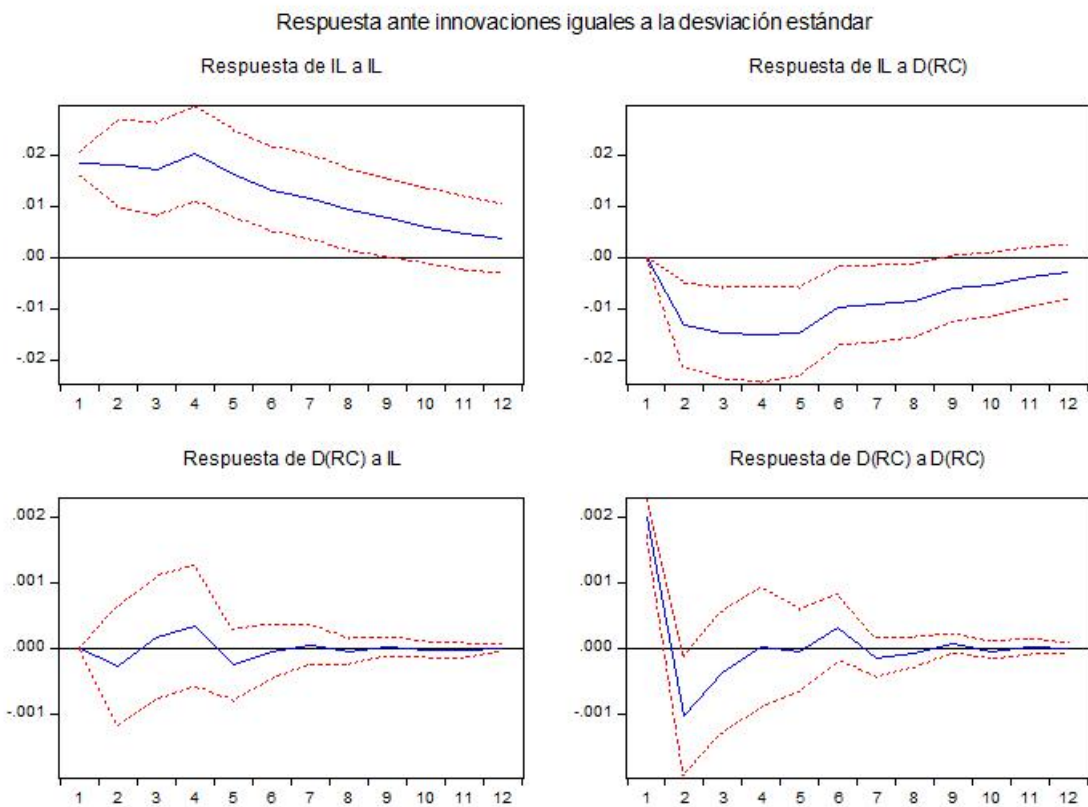 Respuesta ante innovaciones iguales a la desviación estándar
Respuesta de IL a IL
.02
.01
.00
-.01
-.02
1 2 3 4 5 6 7 8 9 10 11 12
Respuesta de IL a D(RC)
.02
.01
.00
-.01
-.02
1 2 3 4 5 6 7 8 9 10 11 12
Respuesta de D(RC) a IL
.002
.001
.000
-.001
1 2 3 4 5 6 7 8 9 10 11 12
Respuesta de D(RC) a D(RC)
.002
.001
.000
-.001
1 2 3 4 5 6 7 8 9 10 11 12